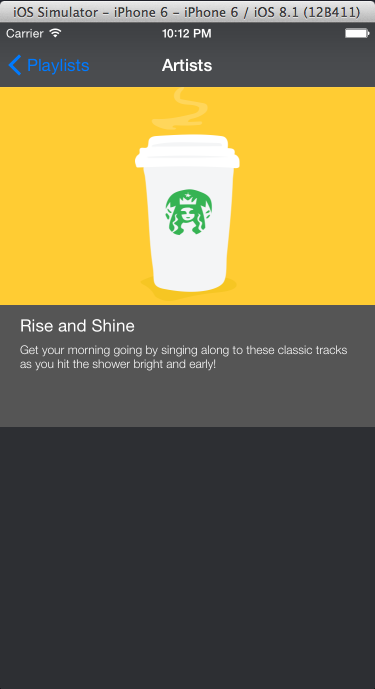 iOS Simulator - iPhone 6 - iPhone 6 / iOS 8.1 (12B411)
Carrier 10:12 PM
Playlists Artists
Rise and Shine
Get your morning going by singing along to these classic tracks
as you hit the shower bright and early!